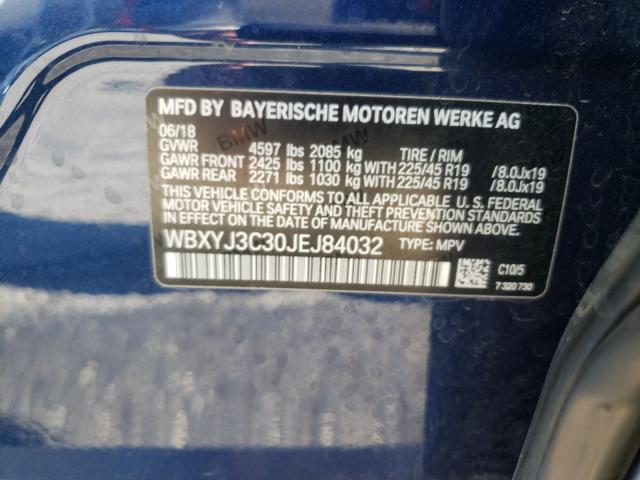 MFD BY BAYERISCHE MOTOREN WERKE AG
06/18
GVWR 4597 lbs 2085 kg TIRE / RIM
GAWR FRONT 2425 lbs 1100 kg WITH 225/45 R19 /8.0Jx19
GAWR REAR 2271 lbs 1030 kg WITH 225/45 R19 /8.0Jx19
THIS VEHICLE CONFORMS TO ALL APPLICABLE U. S. FEDERAL
MOTOR VEHICLE SAFETY, BUMPER, AND THEFT PREVENTION
STANDARDS IN EFFECT ON THE DATE OF MANUFACTURE SHOWN ABOVE.
WBXYJ3C30JEJ84032 TYPE: MPV
C10/5
7 320 730